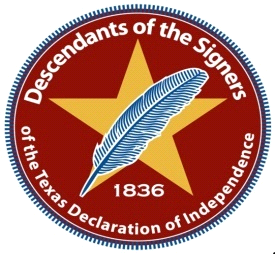 Descendants of the Signers
1836
of the Texas Declaration of Independence